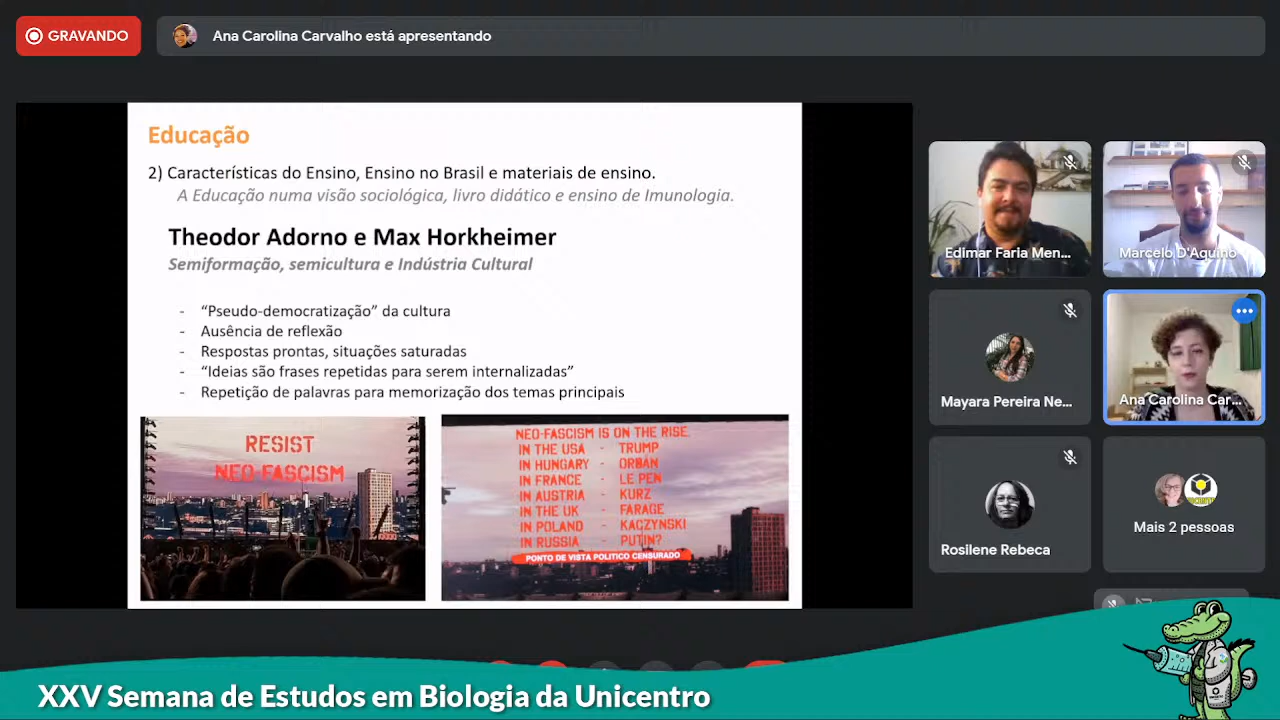 GRAVANDO
Ana Carolina Carvalho está apresentando
Educação
2) Características do Ensino, Ensino no Brasil e materiais de ensino.
A Educação numa visão sociológica, livro didático e ensino de Imunologia.
Theodor Adorno e Max Horkheimer
Semiformação, semicultura e Indústria Cultural
- “Pseudo-democratização” da cultura
- Ausência de reflexão
- Respostas prontas, situações saturadas
- “Ideias são frases repetidas para serem internalizadas”
- Repetição de palavras para memorização dos temas principais
RESIST
NEO-FASCISM
NEO-FASCISM IS ON THE RISE.
IN THE USA - TRUMP
IN HUNGARY - ORBAN
IN FRANCE - LE PEN
IN AUSTRIA - KURZ
IN THE UK - FARAGE
IN POLAND - KACZYNSKI
IN RUSSIA - PUTIN?
PONTO DE VISTA POLITICO CENSURADO
Edimar Faria Men...
Marcelo D'Aquino
Mayara Pereira Ne...
Ana Carolina Car...
Rosilene Rebeca
Mais 2 pessoas
XXV Semana de Estudos em Biologia da Unicentro